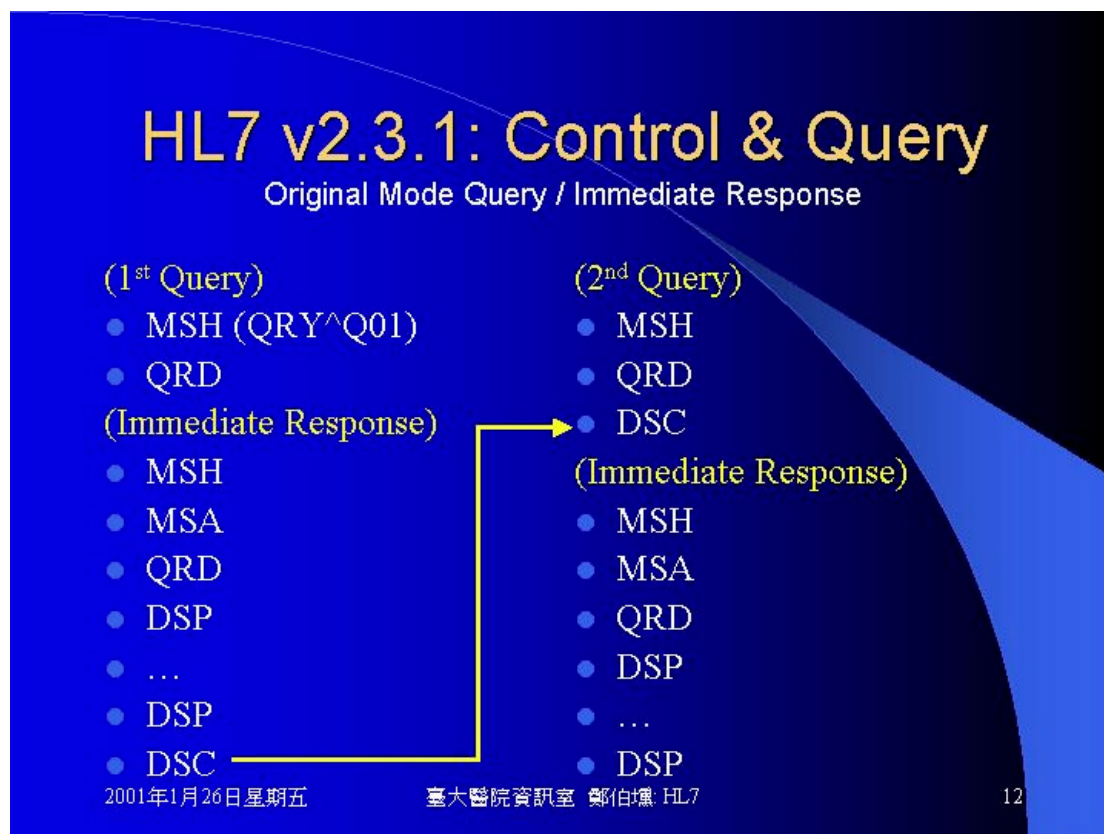 HL7 v2.3.1: Control & Query
Original Mode Query / Immediate Response
(1st Query)
MSH (QRY^Q01)
QRD
(Immediate Response)
MSH
MSA
QRD
DSP
…
DSP
DSC
(2nd Query)
MSH
QRD
DSC
(Immediate Response)
MSH
MSA
QRD
DSP
…
DSP
2001年1月26日星期五
臺大醫院資訊室 鄭伯壎: HL7
12